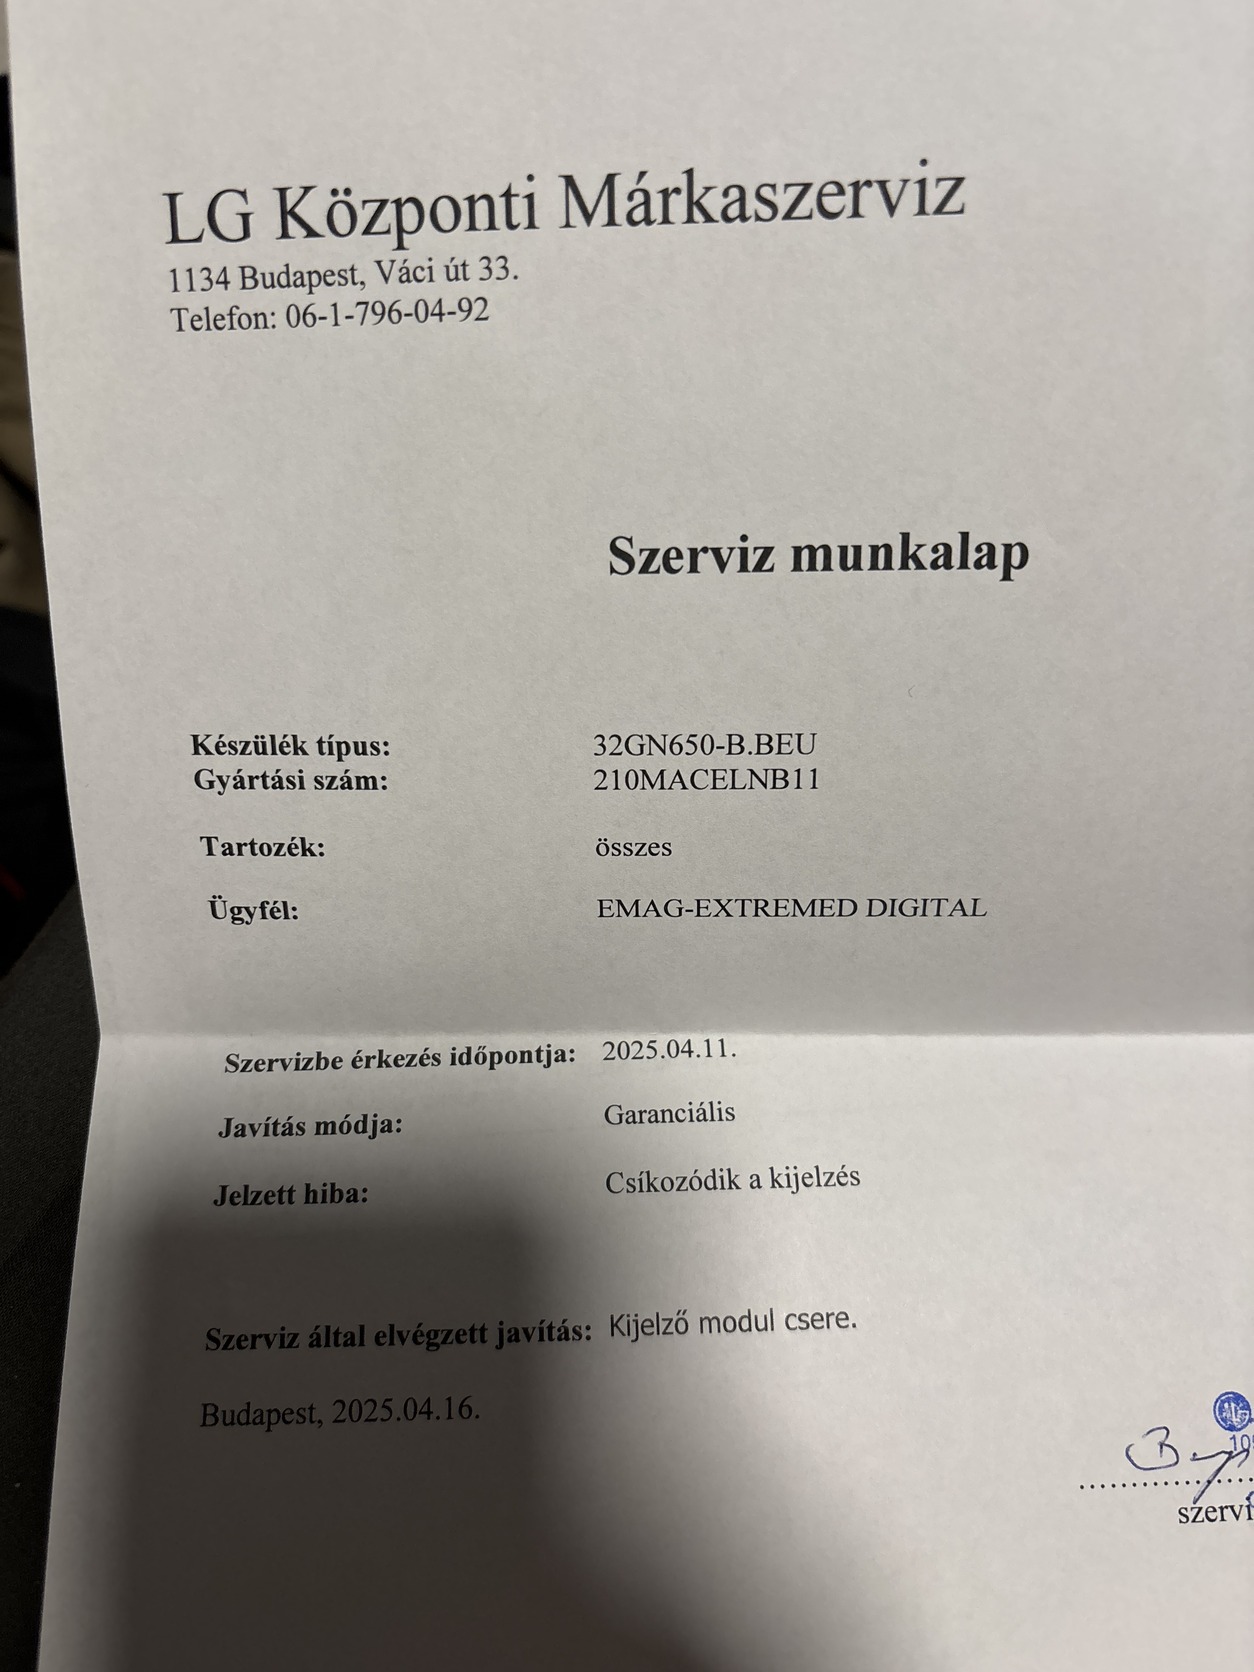 LG Központi Márkaszerviz
1134 Budapest, Váci út 33.
Telefon: 06-1-796-04-92
Szerviz munkalap
Készülék típus: 32GN650-B.BEU
Gyártási szám: 210MACELNB11
Tartozék: összes
Ügyfél: EMAG-EXTREMED DIGITAL
Szervizbe érkezés időpontja: 2025.04.11.
Javítás módja: Garanciális
Jelzett hiba: Csíkozódik a kijelzés
Szerviz által elvégzett javítás: Kijelző modul csere.
Budapest, 2025.04.16.
szervi